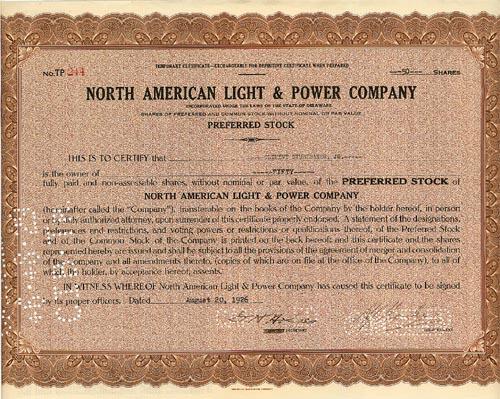 TEMPORARY CERTIFICATE—EXCHANGEABLE FOR DEFINITIVE CERTIFICATE WHEN PREPARED
No. TP 244 —50— SHARES
NORTH AMERICAN LIGHT & POWER COMPANY
INCORPORATED UNDER THE LAWS OF THE STATE OF DELAWARE
SHARES OF PREFERRED AND COMMON STOCK WITHOUT NOMINAL OR PAR VALUE
PREFERRED STOCK
THIS IS TO CERTIFY that JR.
is the owner of FIFTY
fully paid and non-assessable shares, without nominal or par value, of the PREFERRED STOCK of
NORTH AMERICAN LIGHT & POWER COMPANY
(hereinafter called the "Company"), transferable on the books of the Company by the holder hereof, in person
or by duly authorized attorney, upon surrender of this certificate properly endorsed. A statement of the designations,
preferences and restrictions, and voting powers or restrictions or qualifications thereof, of the Preferred Stock
and of the Common Stock of the Company is printed on the back hereof, and this certificate and the shares
represented hereby are issued and shall be subject to all the provisions of the agreement of merger and consolidation
of the Company and all amendments thereto, (copies of which are on file at the office of the Company), to all of
which the holder, by acceptance hereof, assents.
IN WITNESS WHEREOF North American Light & Power Company has caused this certificate to be signed
by its proper officers. Dated August 20, 1926